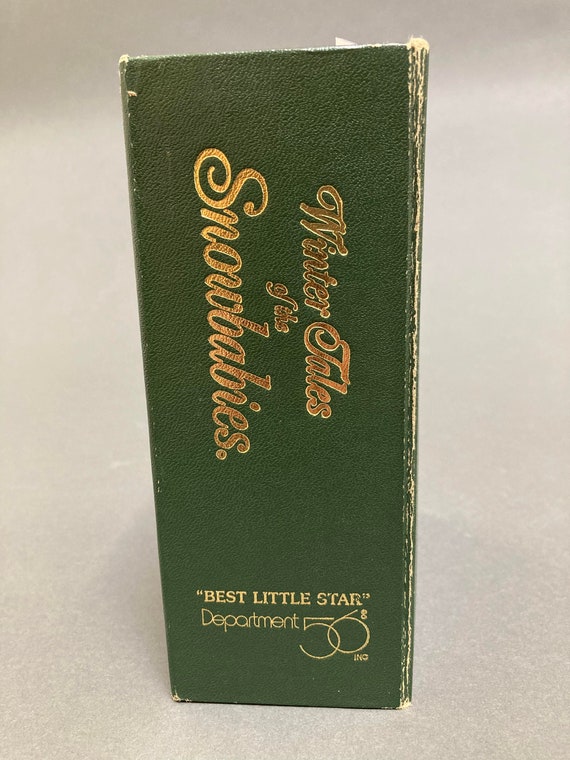 Winter Tales
of the
Snowbabies.
"BEST LITTLE STAR"
Department 56®
INC